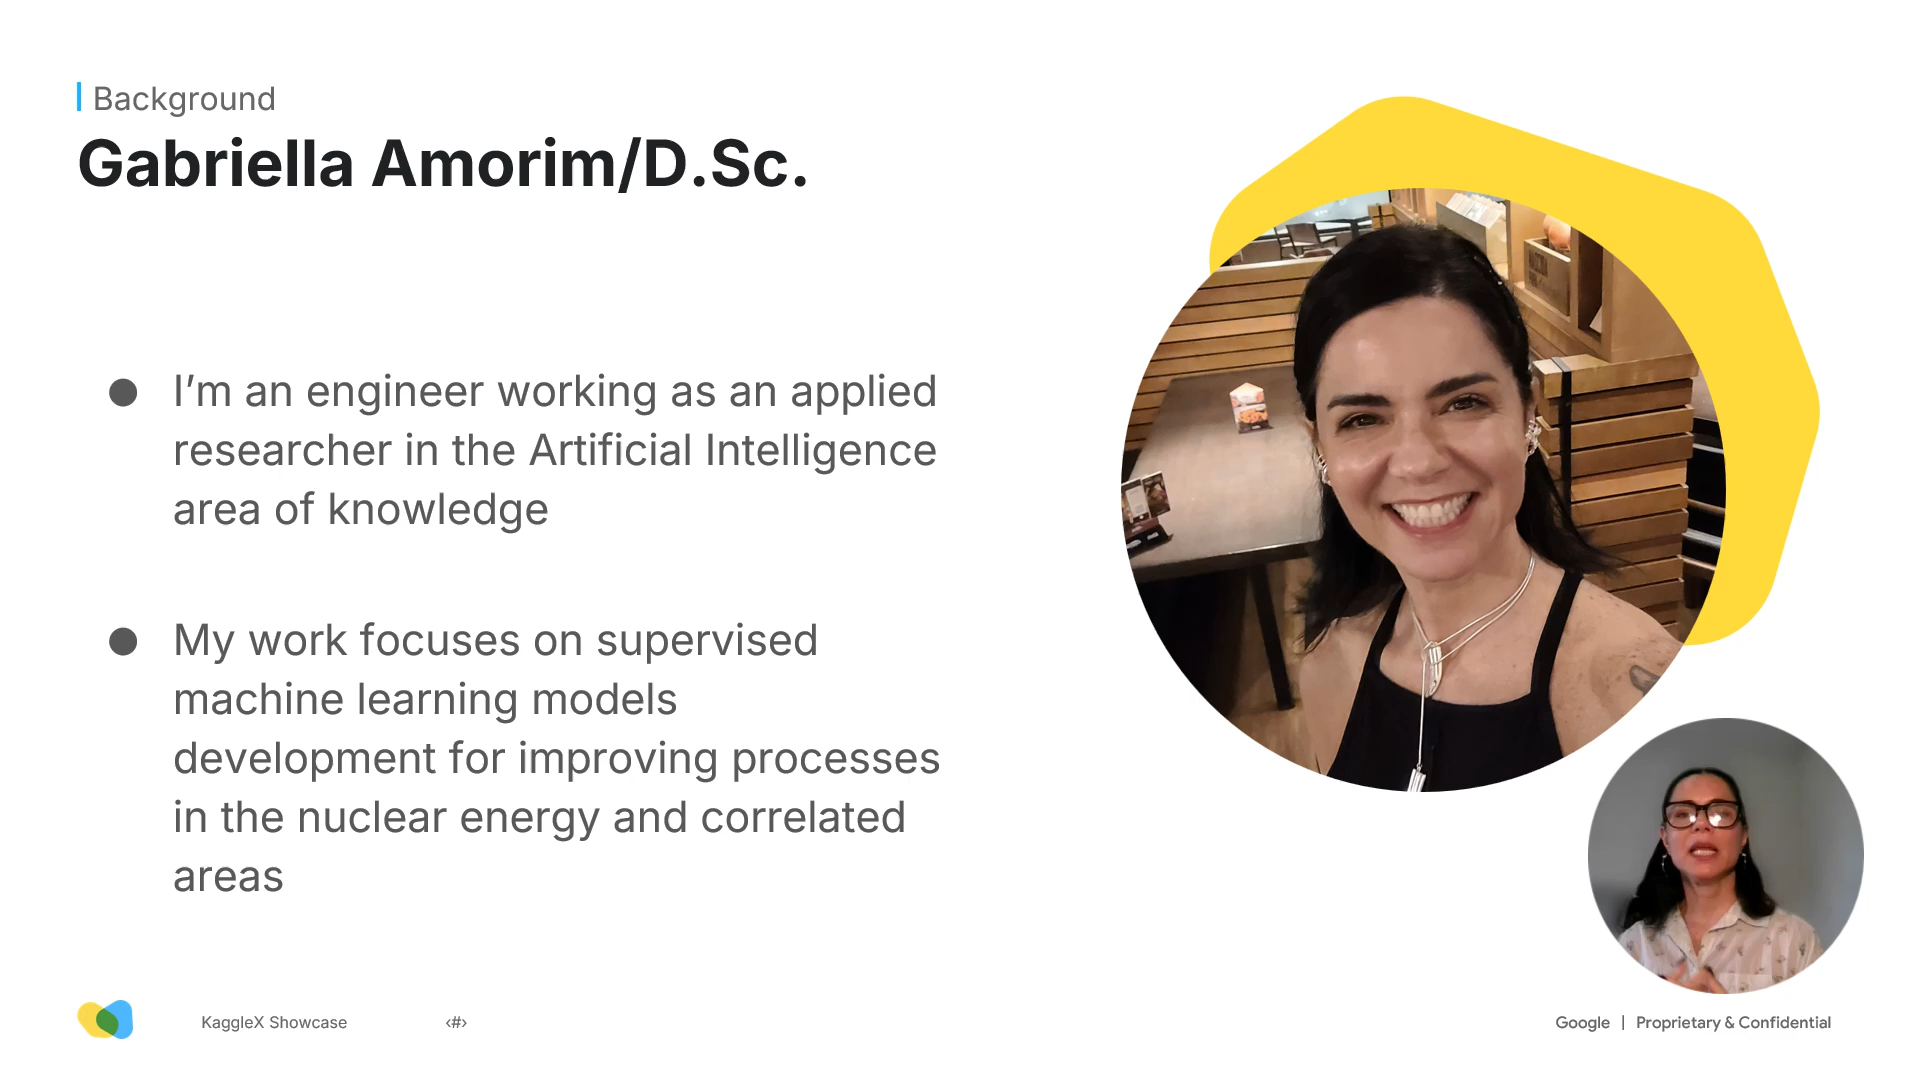 Background
Gabriella Amorim/D.Sc.
● I’m an engineer working as an applied
researcher in the Artificial Intelligence
area of knowledge
● My work focuses on supervised
machine learning models
development for improving processes
in the nuclear energy and correlated
areas
KaggleX Showcase ‹#› Google | Proprietary & Confidential